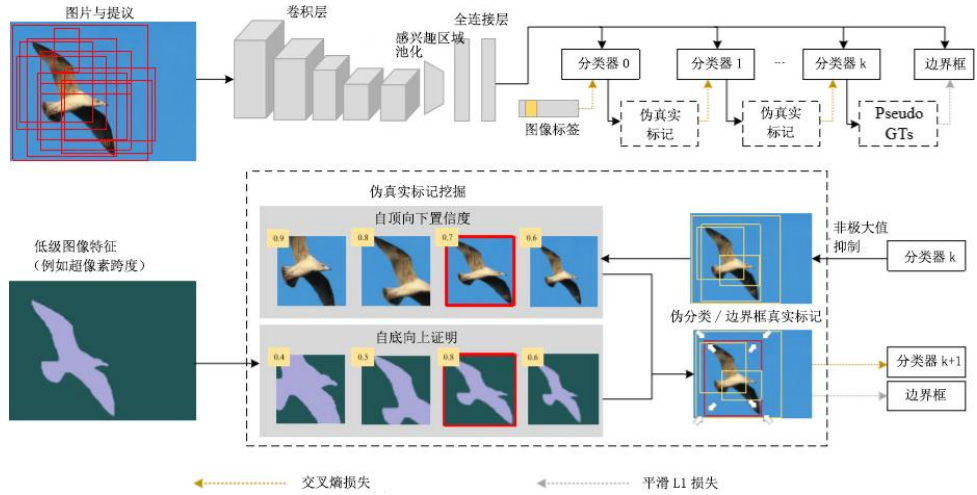 图片与提议
卷积层
感兴趣区域
池化
全连接层
分类器 0
分类器 1
...
分类器 k
边界框
图像标签
伪真实
标记
伪真实
标记
Pseudo
GTs
伪真实标记挖掘
自顶向下置信度
0.9
0.8
0.7
0.6
低级图像特征
（例如超像素跨度）
非极大值
抑制
分类器 k
伪分类 / 边界框真实标记
自底向上证明
0.4
0.5
0.8
0.6
分类器 k+1
边界框
交叉熵损失
平滑 L1 损失